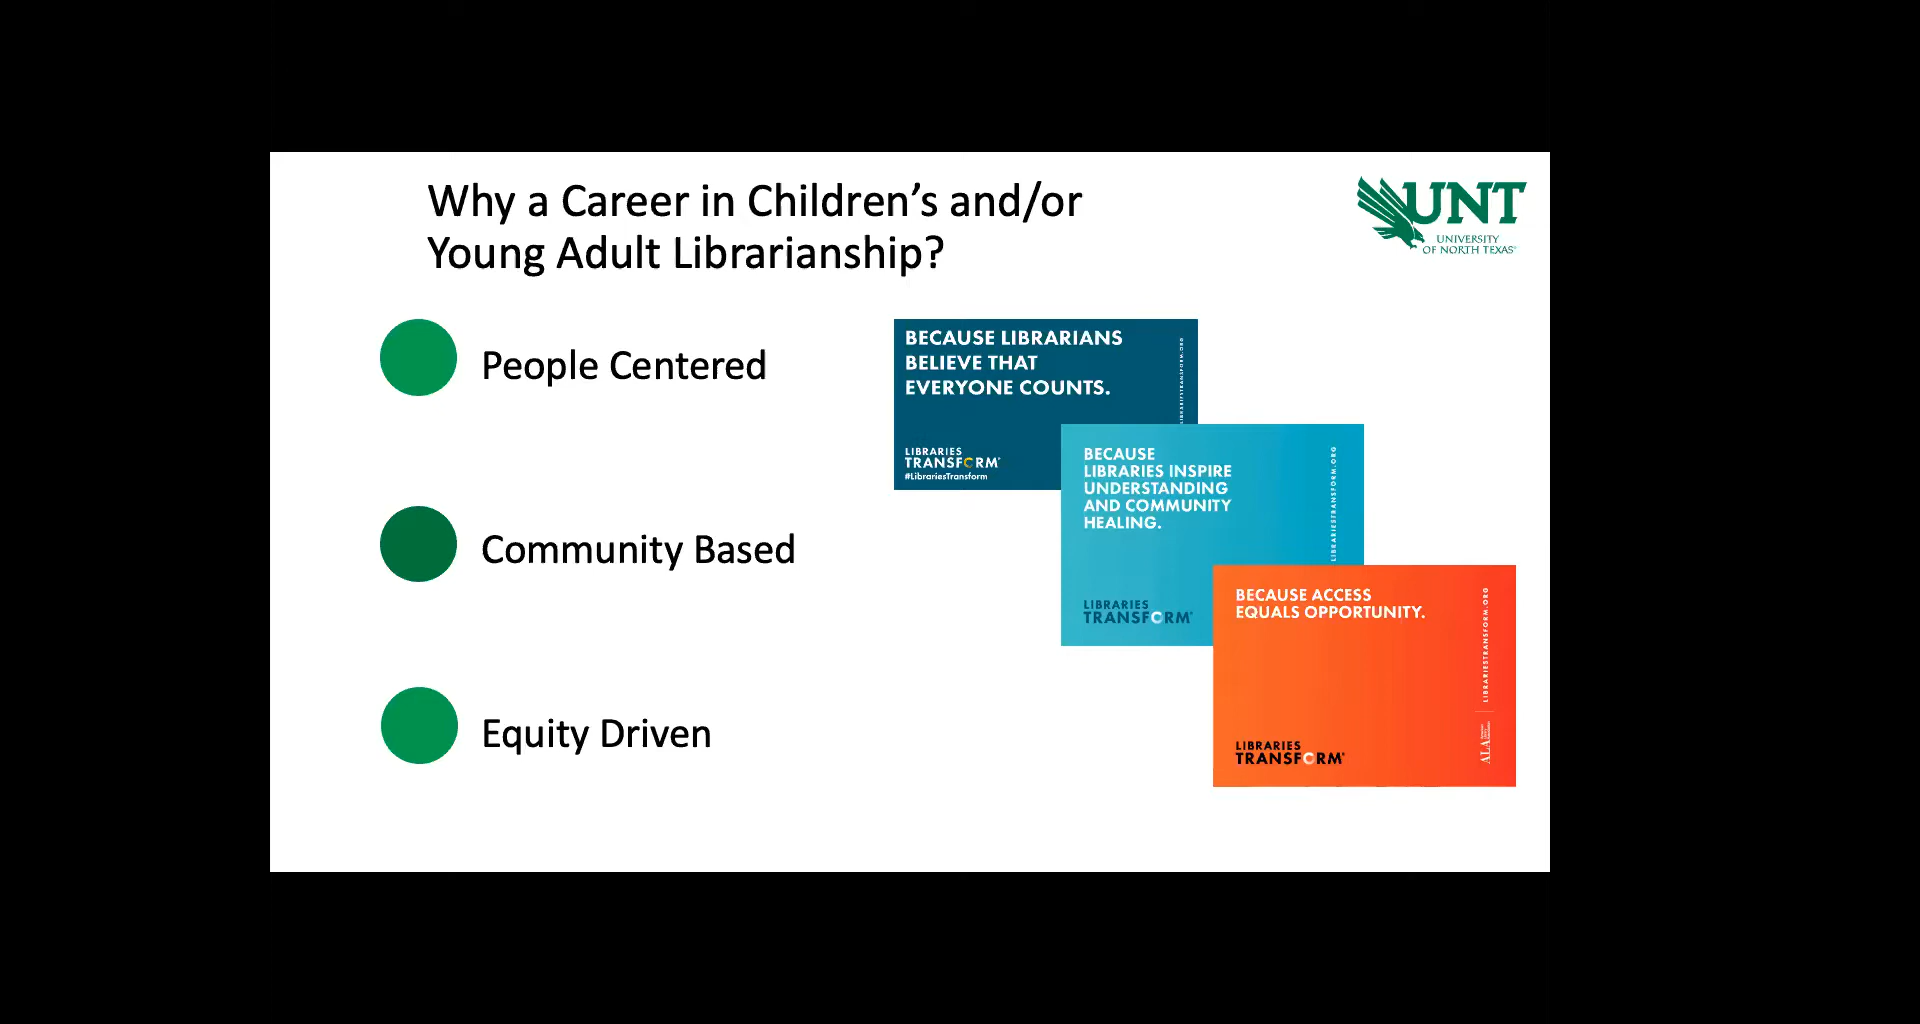 Why a Career in Children’s and/or
Young Adult Librarianship?
UNT
UNIVERSITY
OF NORTH TEXAS®
People Centered
Community Based
Equity Driven
BECAUSE LIBRARIANS
BELIEVE THAT
EVERYONE COUNTS.
LIBRARIES
TRANSFORM®
#LibrariesTransform
LIBRARIESTRANSFORM.ORG
BECAUSE
LIBRARIES INSPIRE
UNDERSTANDING
AND COMMUNITY
HEALING.
LIBRARIES
TRANSFORM®
LIBRARIESTRANSFORM.ORG
BECAUSE ACCESS
EQUALS OPPORTUNITY.
LIBRARIES
TRANSFORM®
LIBRARIESTRANSFORM.ORG
ALA